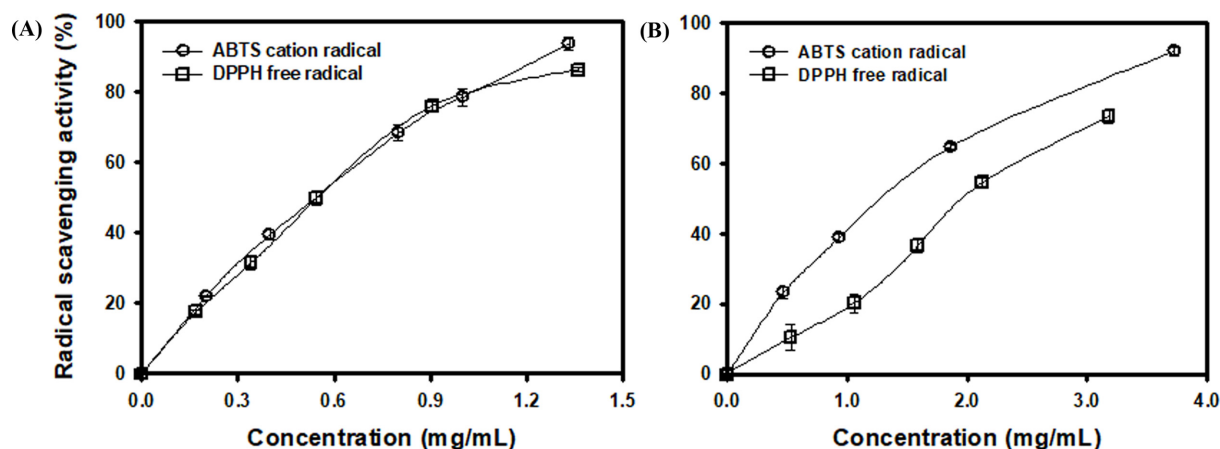 (A)
Radical scavenging activity (%)
100
80
60
40
20
0
ABTS cation radical
DPPH free radical
0.0 0.3 0.6 0.9 1.2 1.5
Concentration (mg/mL)
(B)
100
80
60
40
20
0
ABTS cation radical
DPPH free radical
0.0 1.0 2.0 3.0 4.0
Concentration (mg/mL)